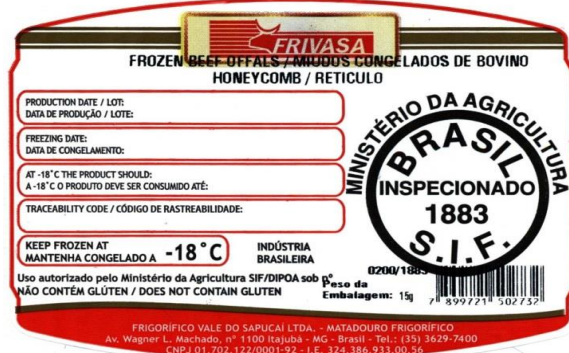 FRIVASA
FROZEN BEEF OFFALS / MIUDOS CONGELADOS DE BOVINO
HONEYCOMB / RETICULO
PRODUCTION DATE / LOT:
DATA DE PRODUÇÃO / LOTE:
FREEZING DATE:
DATA DE CONGELAMENTO:
AT -18°C THE PRODUCT SHOULD:
A -18°C O PRODUTO DEVE SER CONSUMIDO ATÉ:
TRACEABILITY CODE / CÓDIGO DE RASTREABILIDADE:
KEEP FROZEN AT
MANTENHA CONGELADO A
-18°C
INDÚSTRIA
BRASILEIRA
MINISTÉRIO DA AGRICULTURA
BRASIL
INSPECIONADO
1883
S.I.F.
Uso autorizado pelo Ministério da Agricultura SIF/DIPOA sob nº
0200/1883
NÃO CONTÉM GLÚTEN / DOES NOT CONTAIN GLUTEN
Peso da
Embalagem: 15g
7 899721 502732
FRIGORÍFICO VALE DO SAPUCAÍ LTDA. - MATADOURO FRIGORÍFICO
Av. Wagner L. Machado, nº 1100 Itajubá - MG - Brasil - Tel.: (35) 3629-7400
CNPJ 01.702.122/0001-92 - I.E. 324.386.933.00.56